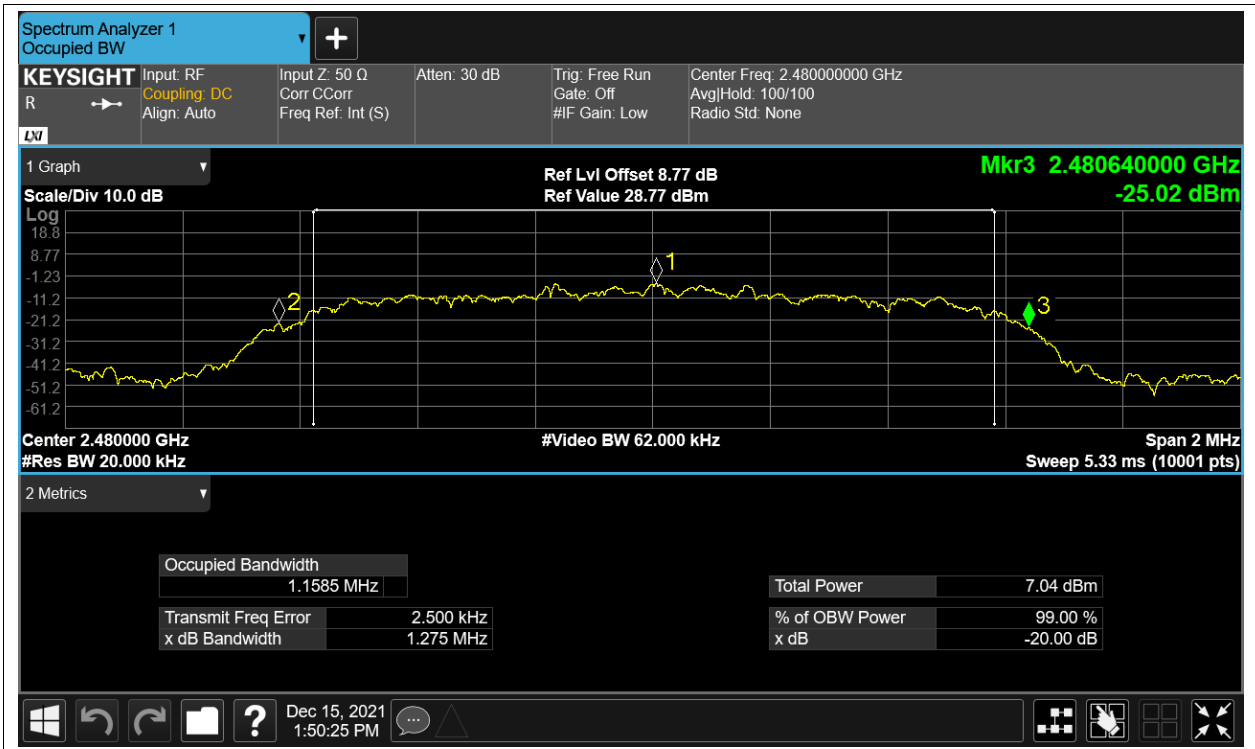 Spectrum Analyzer 1
Occupied BW
KEYSIGHT
R
LXI
Input: RF
Coupling: DC
Align: Auto
Input Z: 50 Ω
Corr CCorr
Freq Ref: Int (S)
Atten: 30 dB
Trig: Free Run
Gate: Off
#IF Gain: Low
Center Freq: 2.480000000 GHz
Avg|Hold: 100/100
Radio Std: None
1 Graph
Scale/Div 10.0 dB
Ref Lvl Offset 8.77 dB
Ref Value 28.77 dBm
Mkr3 2.480640000 GHz
-25.02 dBm
Log
18.8
8.77
-1.23
-11.2
-21.2
-31.2
-41.2
-51.2
-61.2
1
2
3
Center 2.480000 GHz
#Res BW 20.000 kHz
#Video BW 62.000 kHz
Span 2 MHz
Sweep 5.33 ms (10001 pts)
2 Metrics
Occupied Bandwidth
1.1585 MHz
Transmit Freq Error 2.500 kHz
x dB Bandwidth 1.275 MHz
Total Power 7.04 dBm
% of OBW Power 99.00 %
x dB -20.00 dB
?
Dec 15, 2021
1:50:25 PM